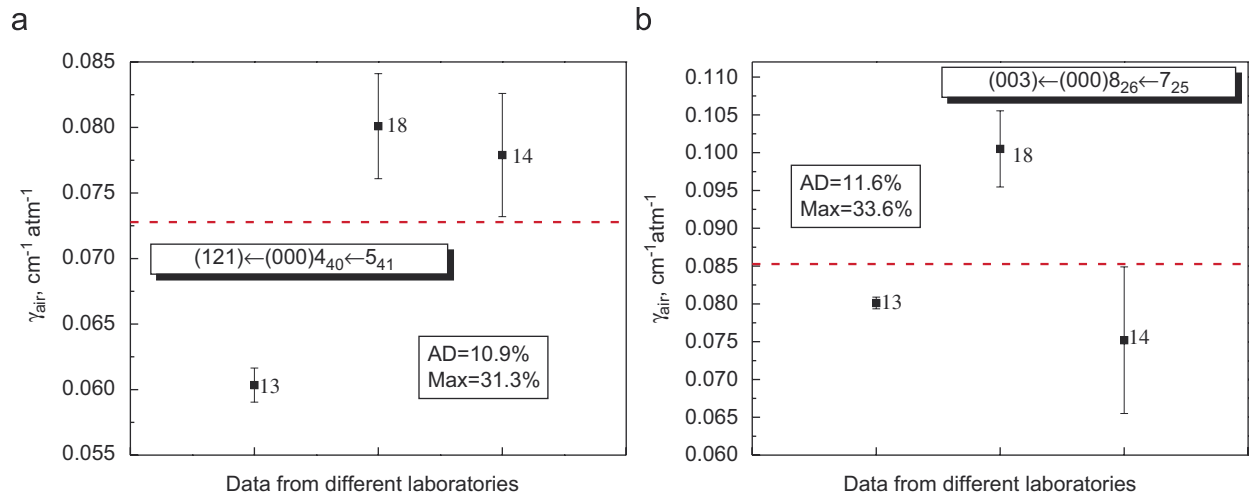 a
0.085
0.080
0.075
0.070
0.065
0.060
0.055
γair, cm-1 atm-1
18
14
(121)←(000)440←541
13
AD=10.9%
Max=31.3%
Data from different laboratories
b
0.110
0.105
0.100
0.095
0.090
0.085
0.080
0.075
0.070
0.065
0.060
γair, cm-1atm-1
(003)←(000)826←725
18
AD=11.6%
Max=33.6%
13
14
Data from different laboratories